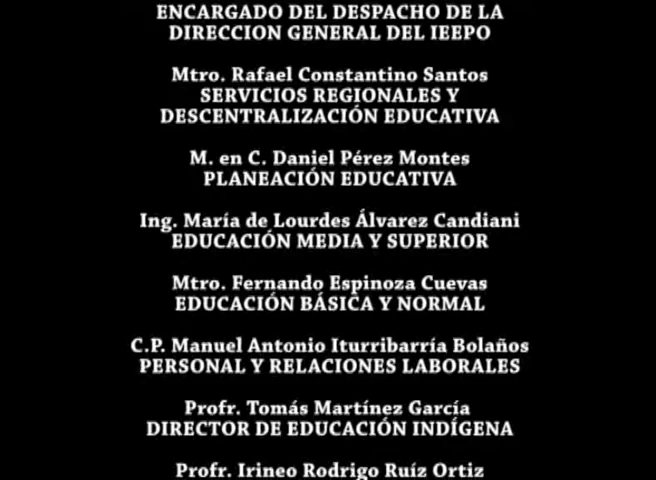 ENCARGADO DEL DESPACHO DE LA
DIRECCION GENERAL DEL IEEPO
Mtro. Rafael Constantino Santos
SERVICIOS REGIONALES Y
DESCENTRALIZACIÓN EDUCATIVA
M. en C. Daniel Pérez Montes
PLANEACIÓN EDUCATIVA
Ing. María de Lourdes Álvarez Candiani
EDUCACIÓN MEDIA Y SUPERIOR
Mtro. Fernando Espinoza Cuevas
EDUCACIÓN BÁSICA Y NORMAL
C.P. Manuel Antonio Iturribarría Bolaños
PERSONAL Y RELACIONES LABORALES
Profr. Tomás Martínez García
DIRECTOR DE EDUCACIÓN INDÍGENA
Profr. Irineo Rodrigo Ruíz Ortiz